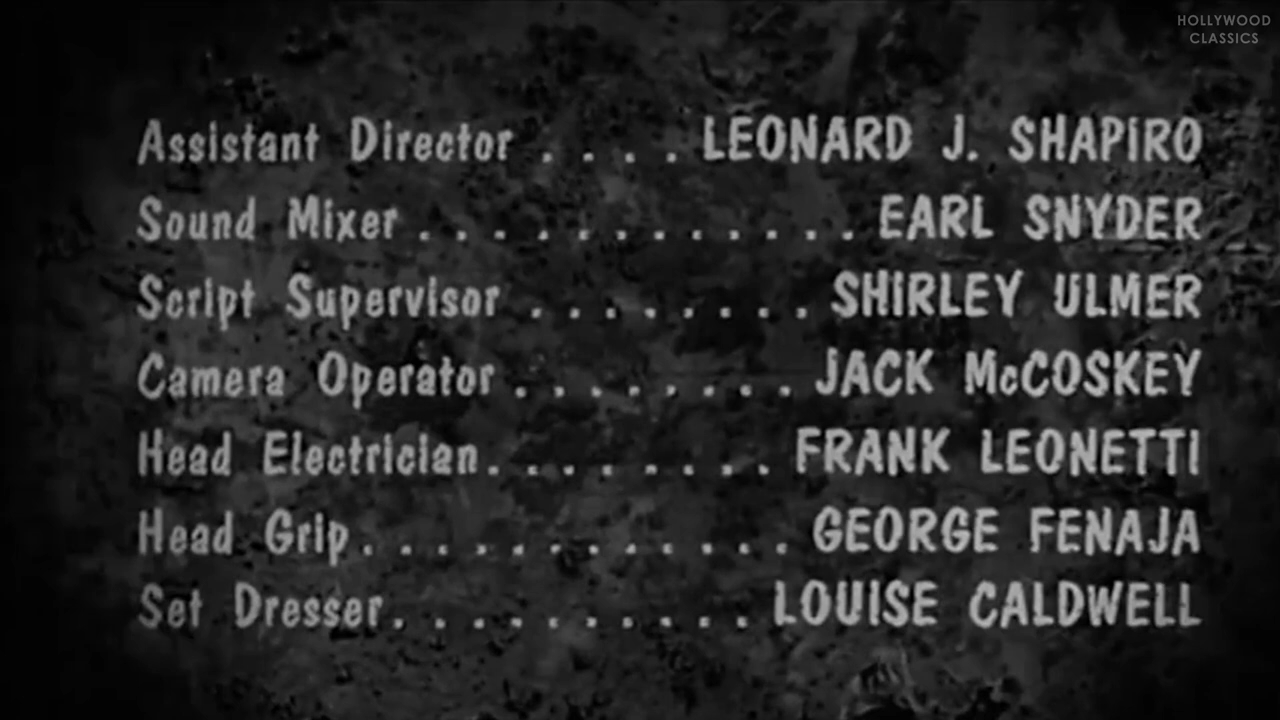 HOLLYWOOD
CLASSICS
Assistant Director . . . . LEONARD J. SHAPIRO
Sound Mixer . . . . . . . . . . . . EARL SNYDER
Script Supervisor . . . . . . . . SHIRLEY ULMER
Camera Operator . . . . . . . . JACK McCOSKEY
Head Electrician . . . . . . . . FRANK LEONETTI
Head Grip . . . . . . . . . . . . GEORGE FENAJA
Set Dresser . . . . . . . . . . LOUISE CALDWELL